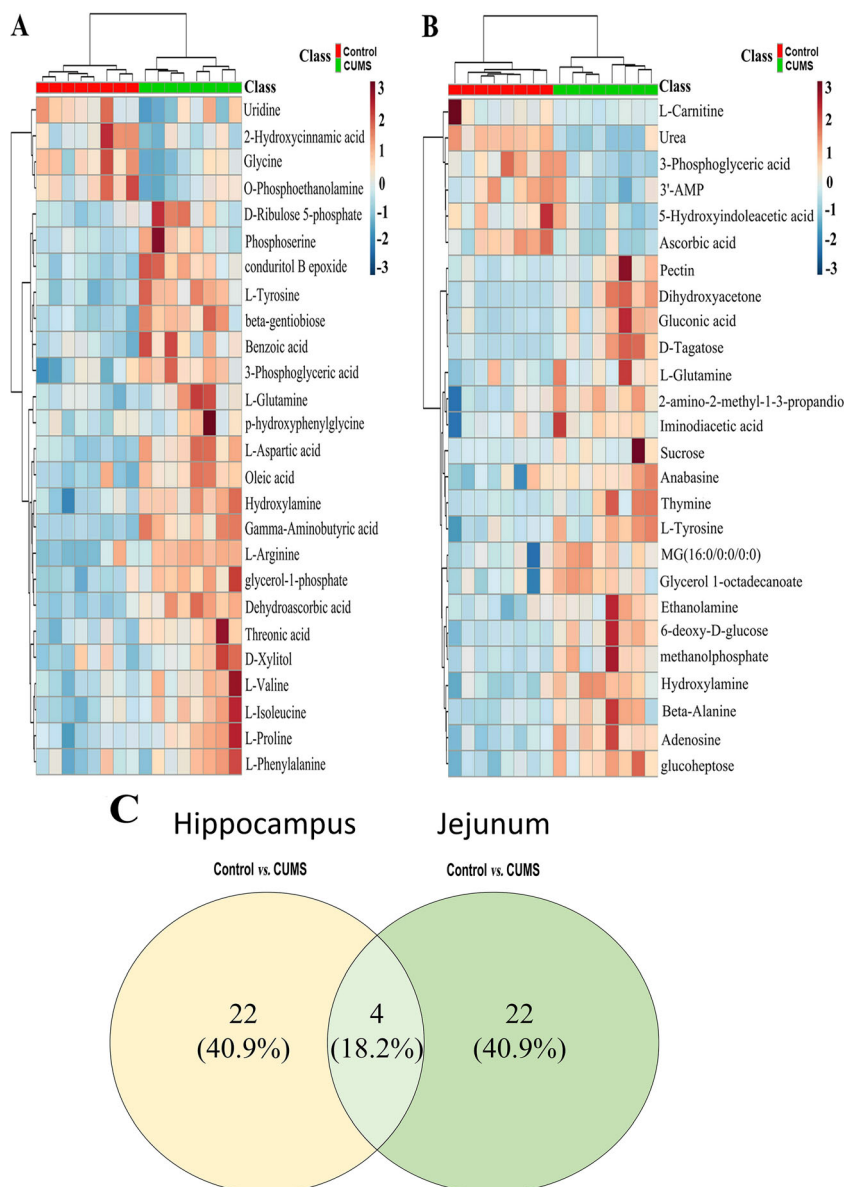 A
Class
Control
CUMS
Class
Uridine
2-Hydroxycinnamic acid
Glycine
O-Phosphoethanolamine
D-Ribulose 5-phosphate
Phosphoserine
conduritol B epoxide
L-Tyrosine
beta-gentiobiose
Benzoic acid
3-Phosphoglyceric acid
L-Glutamine
p-hydroxyphenylglycine
L-Aspartic acid
Oleic acid
Hydroxylamine
Gamma-Aminobutyric acid
L-Arginine
glycerol-1-phosphate
Dehydroascorbic acid
Threonic acid
D-Xylitol
L-Valine
L-Isoleucine
L-Proline
L-Phenylalanine
3
2
1
0
-1
-2
-3
B
Class
Control
CUMS
Class
L-Carnitine
Urea
3-Phosphoglyceric acid
3'-AMP
5-Hydroxyindoleacetic acid
Ascorbic acid
Pectin
Dihydroxyacetone
Gluconic acid
D-Tagatose
L-Glutamine
2-amino-2-methyl-1-3-propandio
Iminodiacetic acid
Sucrose
Anabasine
Thymine
L-Tyrosine
MG(16:0/0:0/0:0)
Glycerol 1-octadecanoate
Ethanolamine
6-deoxy-D-glucose
methanolphosphate
Hydroxylamine
Beta-Alanine
Adenosine
glucoheptose
3
2
1
0
-1
-2
-3
C
Hippocampus
Jejunum
Control vs. CUMS
Control vs. CUMS
22
(40.9%)
4
(18.2%)
22
(40.9%)